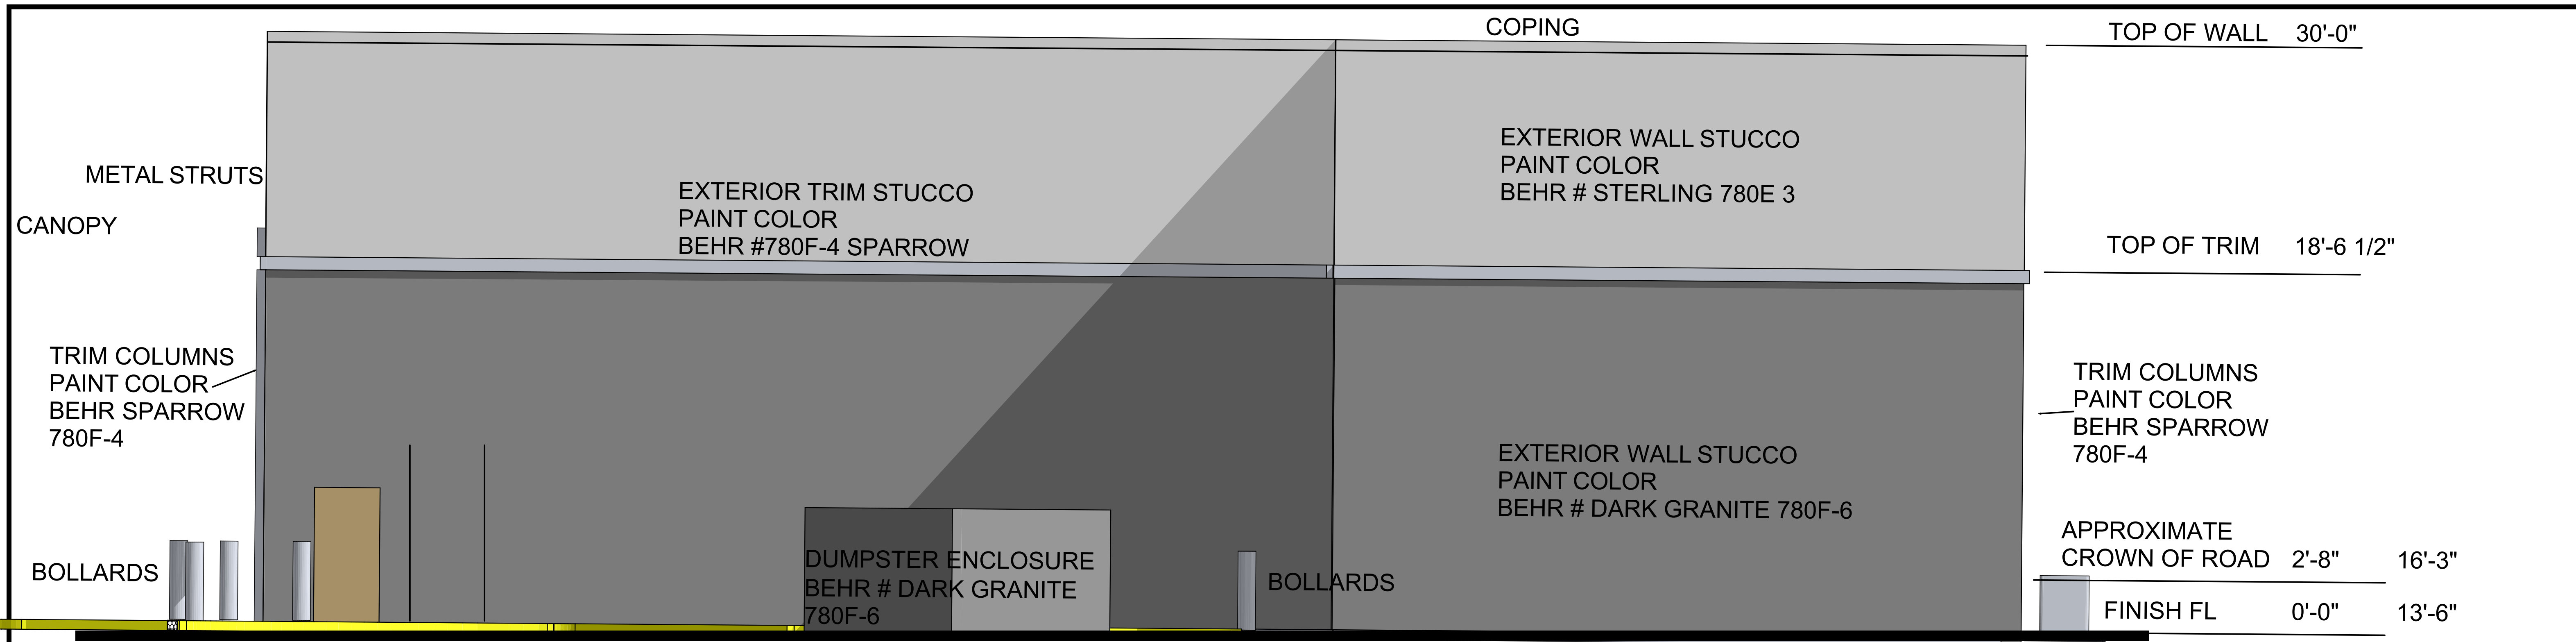 COPING
TOP OF WALL 30'-0"
EXTERIOR WALL STUCCO
PAINT COLOR
BEHR # STERLING 780E 3
METAL STRUTS
EXTERIOR TRIM STUCCO
PAINT COLOR
BEHR #780F-4 SPARROW
CANOPY
TOP OF TRIM 18'-6 1/2"
TRIM COLUMNS
PAINT COLOR
BEHR SPARROW
780F-4
TRIM COLUMNS
PAINT COLOR
BEHR SPARROW
780F-4
EXTERIOR WALL STUCCO
PAINT COLOR
BEHR # DARK GRANITE 780F-6
APPROXIMATE
CROWN OF ROAD 2'-8" 16'-3"
DUMPSTER ENCLOSURE
BEHR # DARK GRANITE
780F-6
BOLLARDS
BOLLARDS
FINISH FL 0'-0" 13'-6"